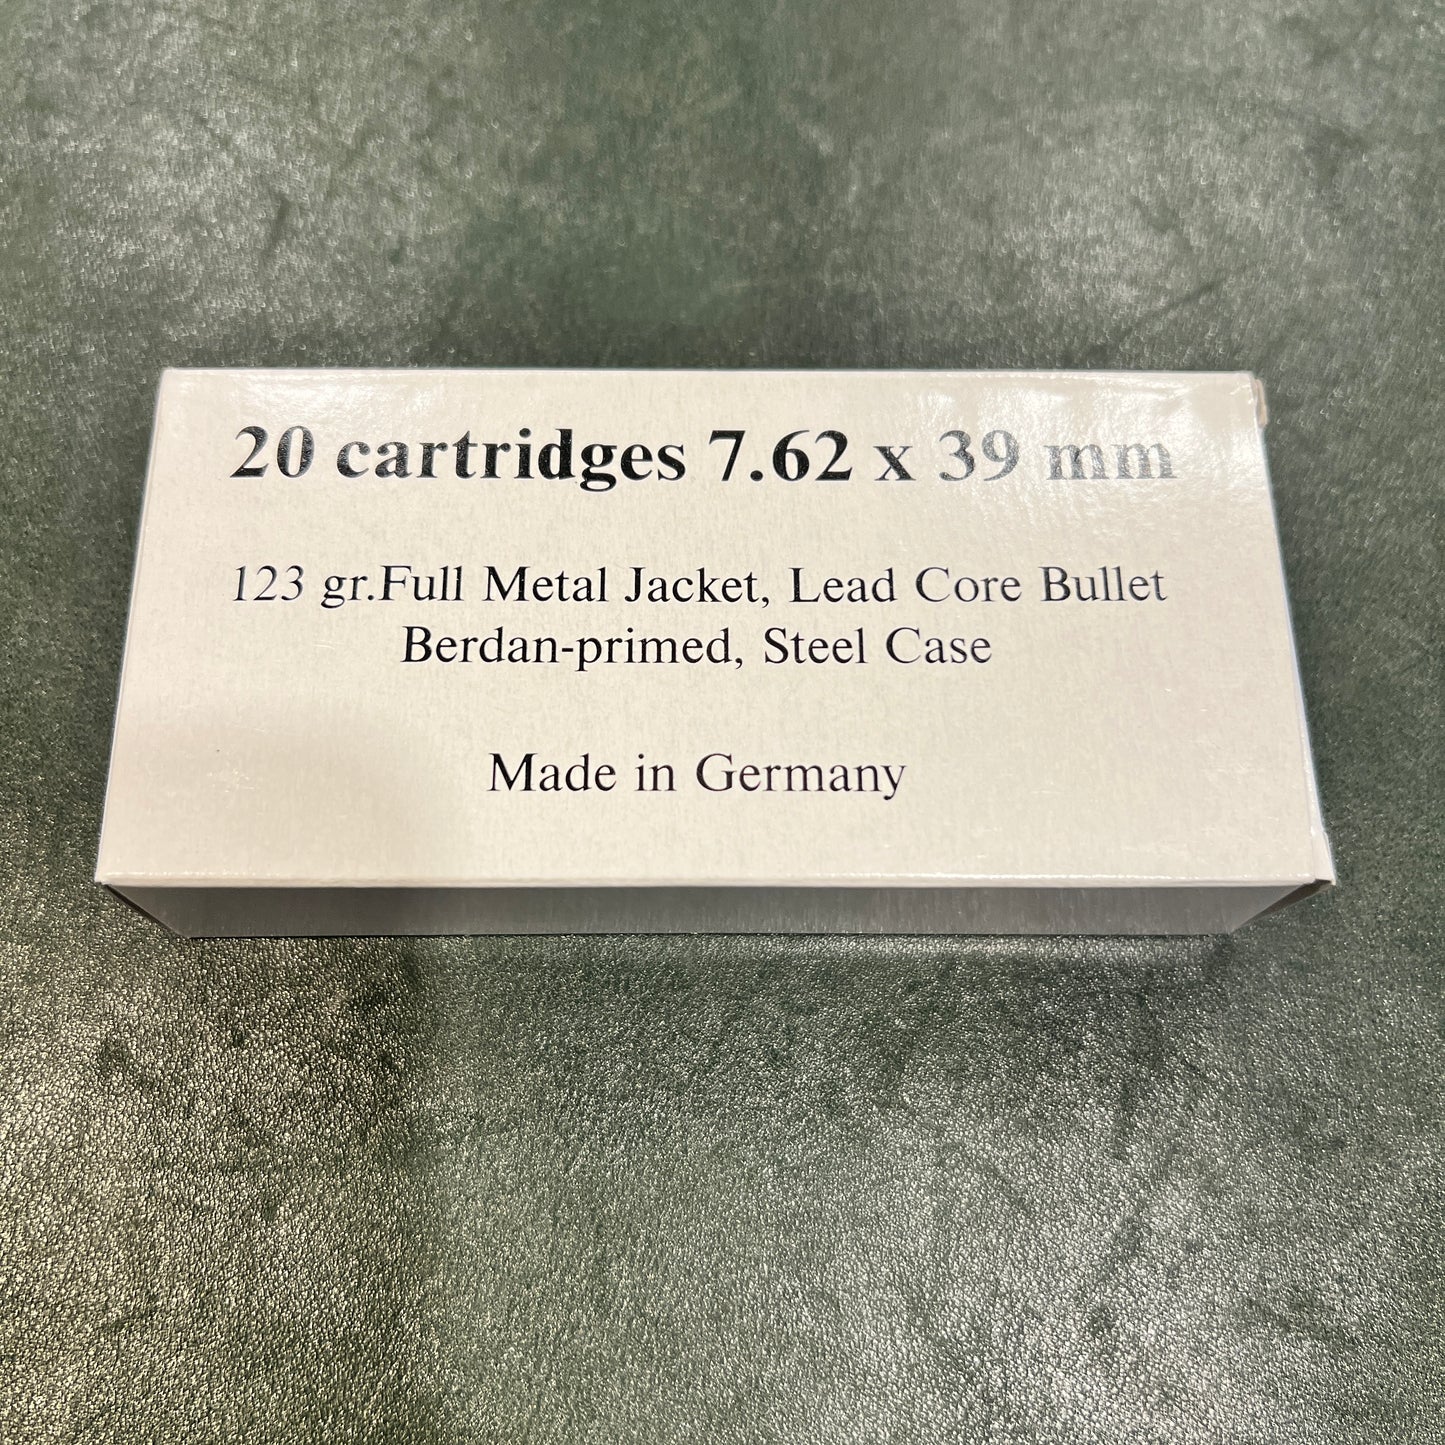 20 cartridges 7.62 x 39 mm
123 gr.Full Metal Jacket, Lead Core Bullet
Berdan-primed, Steel Case
Made in Germany